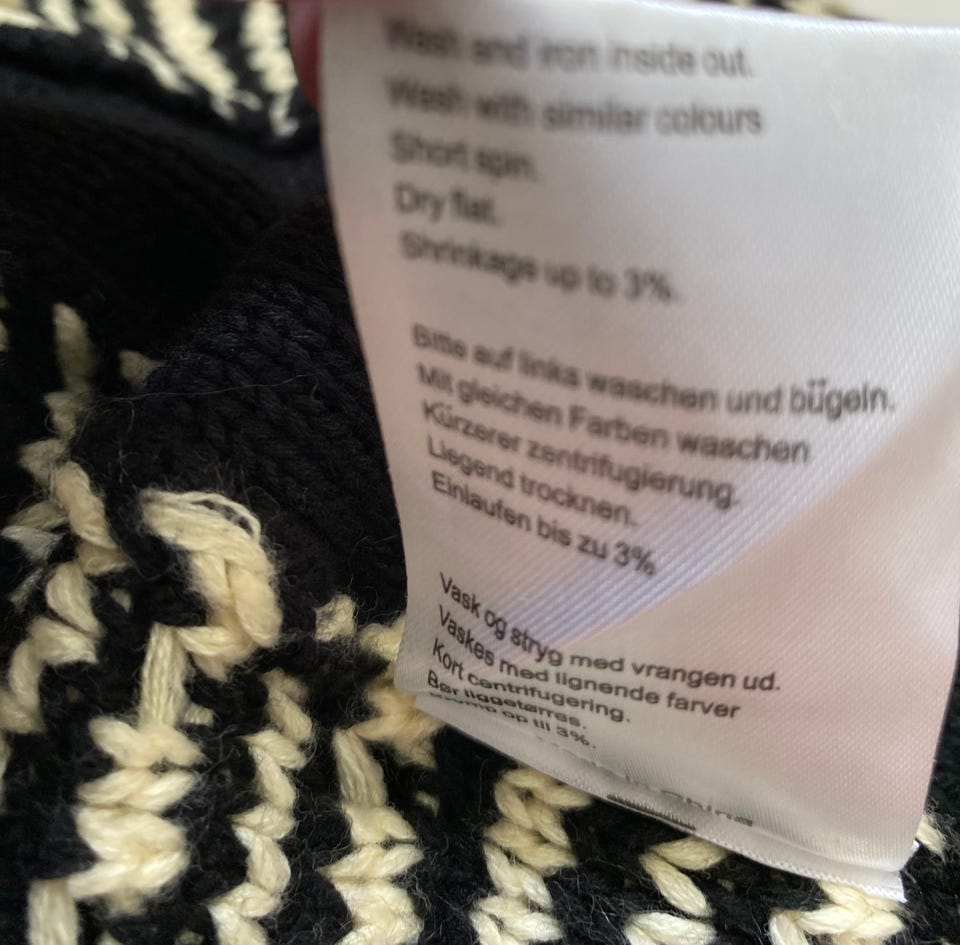 Wash and iron inside out.
Wash with similar colours
Short spin.
Dry flat.
Shrinkage up to 3%.
Bitte auf links waschen und bügeln.
Mit gleichen Farben waschen
Kürzerer zentrifugierung.
Liegend trocknen.
Einlaufen bis zu 3%
Vask og stryg med vrangen ud.
Vaskes med lignende farver
Kort centrifugering.
Bør liggetørres.
op til 3%.
China